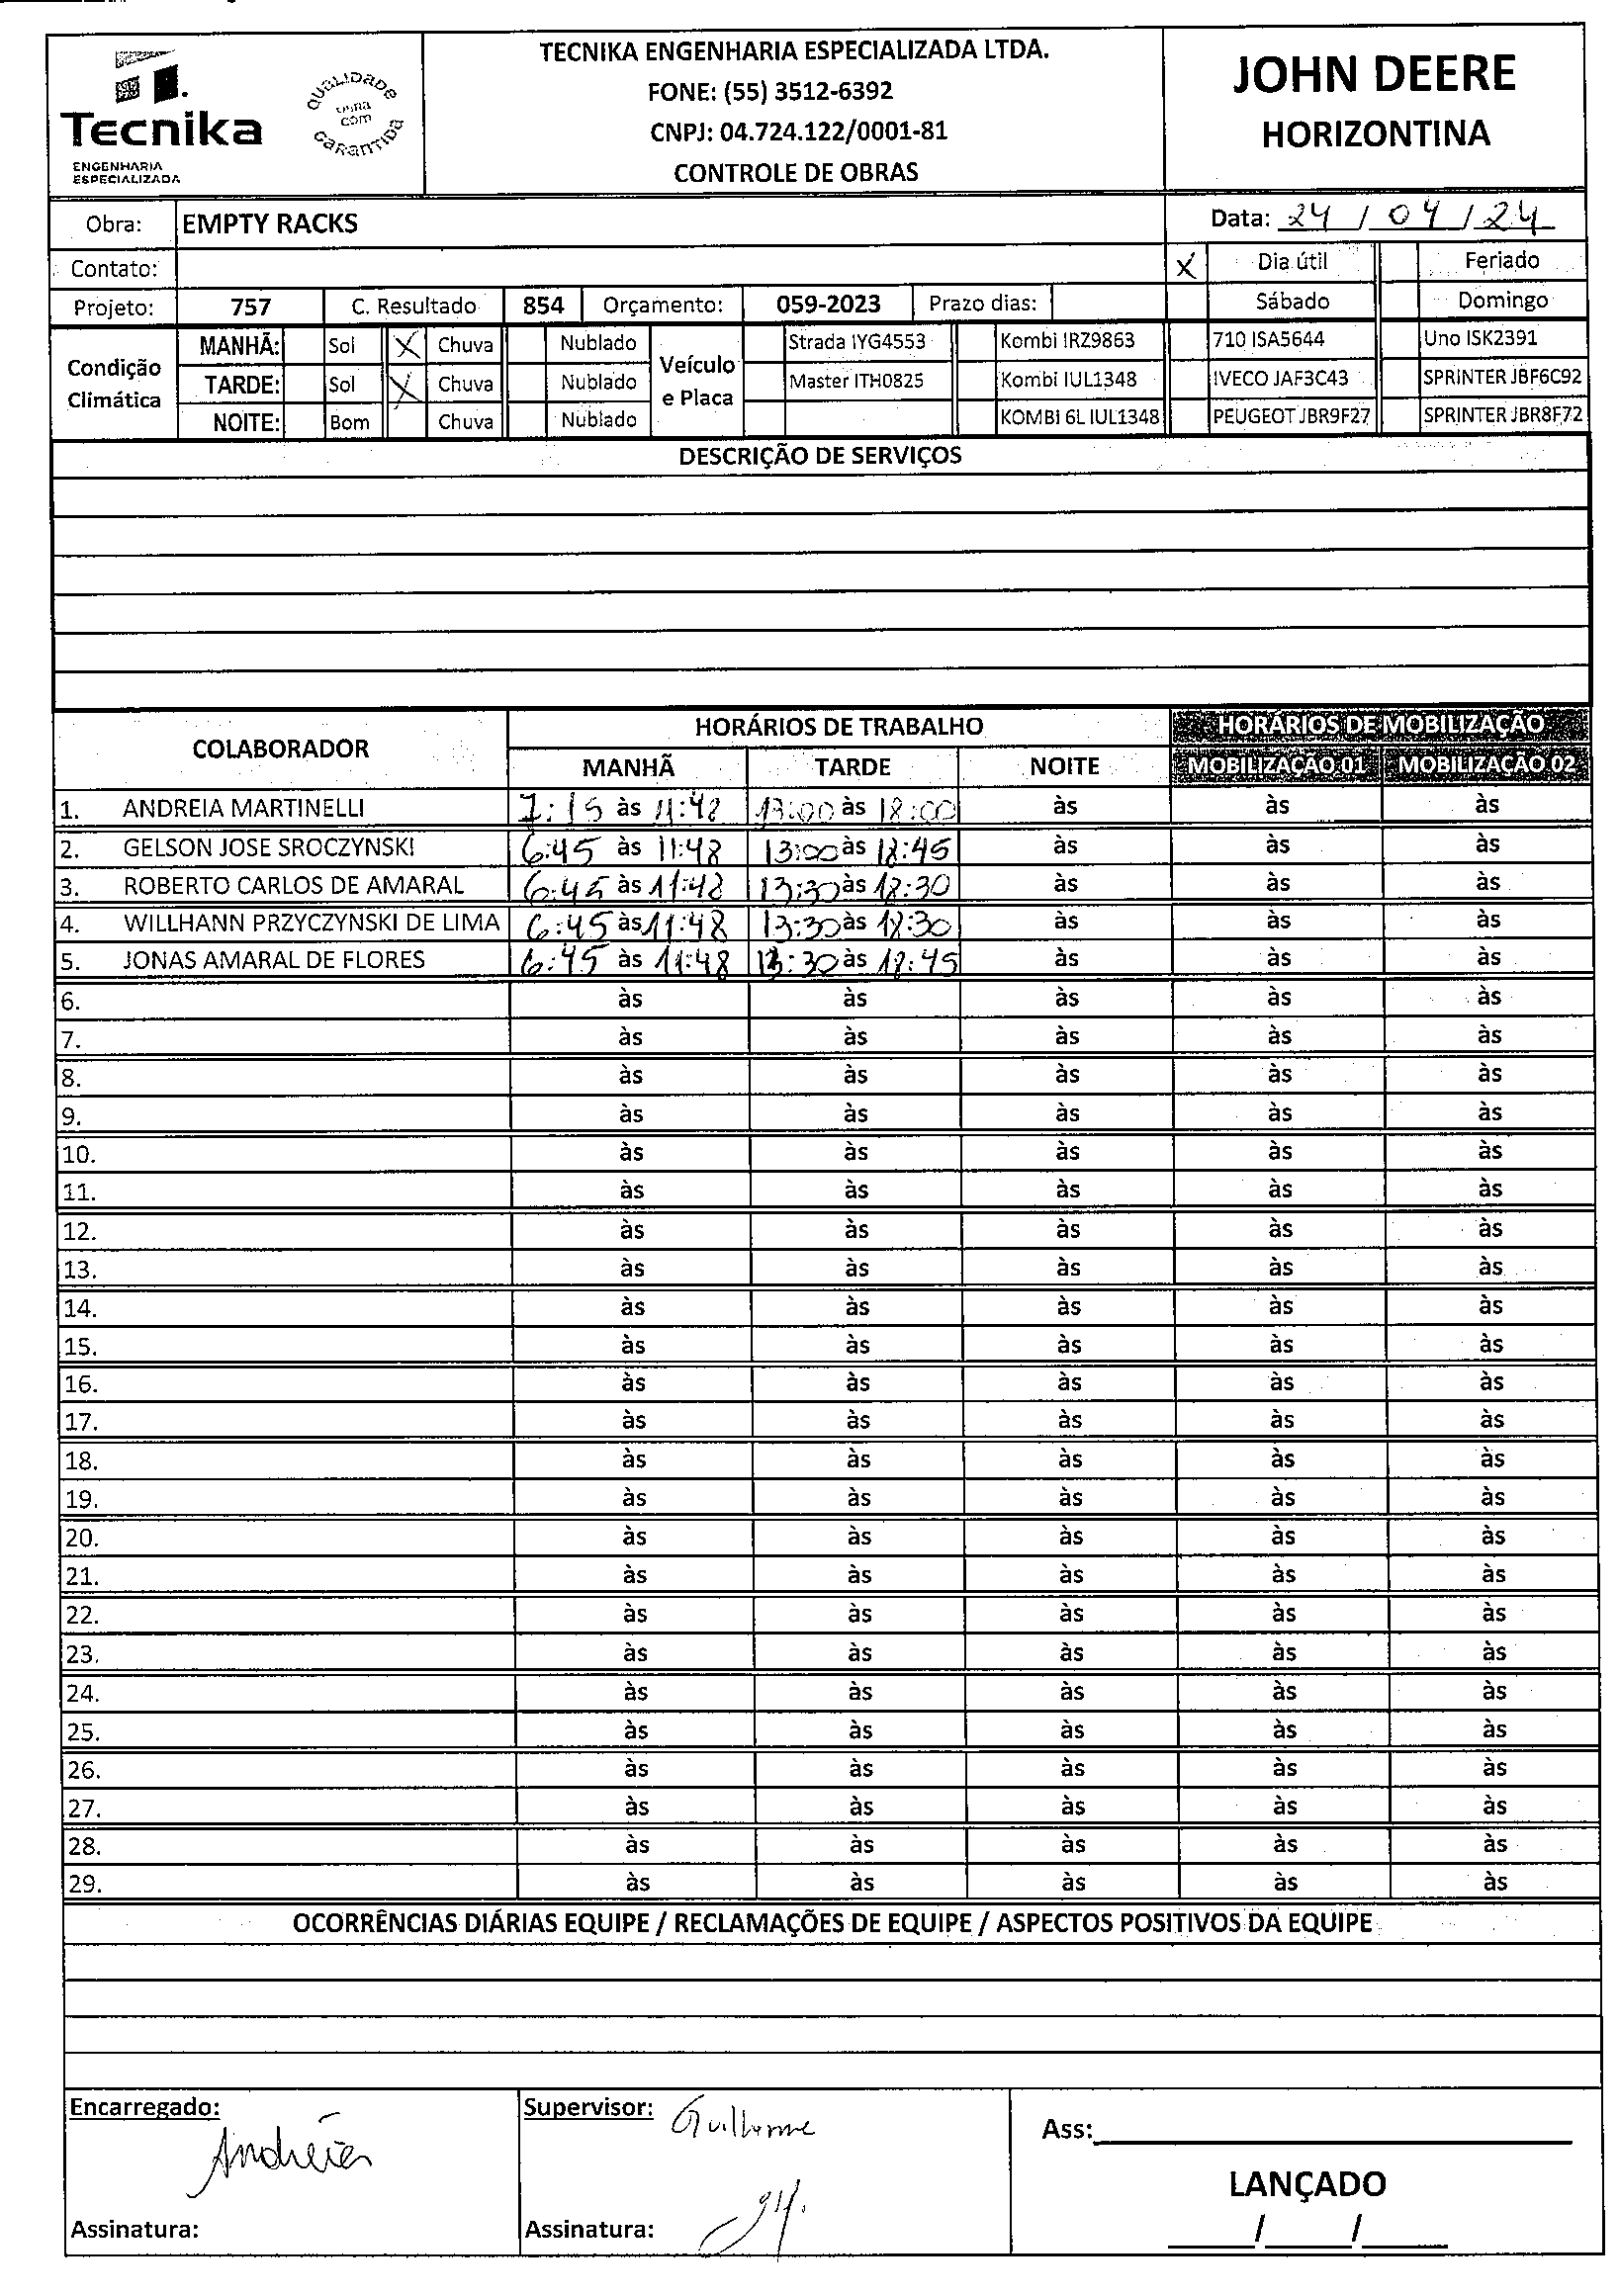 Tecnika
ENGENHARIA
ESPECIALIZADA
QUALIDADE
obra
com
GARANTIDA
TECNIKA ENGENHARIA ESPECIALIZADA LTDA.
FONE: (55) 3512-6392
CNPJ: 04.724.122/0001-81
CONTROLE DE OBRAS
JOHN DEERE
HORIZONTINA
Obra: EMPTY RACKS Data: 24 / 04 / 24
Contato: X Dia útil Feriado
Projeto: 757 C. Resultado 854 Orçamento: 059-2023 Prazo dias: Sábado Domingo
Condição Climática Veículo e Placa
MANHÃ: Sol X Chuva Nublado Strada IYG4553 Kombi IRZ9863 710 ISA5644 Uno ISK2391
TARDE: Sol X Chuva Nublado Master ITH0825 Kombi IUL1348 IVECO JAF3C43 SPRINTER JBF6C92
NOITE: Bom Chuva Nublado KOMBI 6L IUL1348 PEUGEOT JBR9F27 SPRINTER JBR8F72
DESCRIÇÃO DE SERVIÇOS
COLABORADOR HORÁRIOS DE TRABALHO HORÁRIOS DE MOBILIZAÇÃO
MANHÃ TARDE NOITE MOBILIZAÇÃO 01 MOBILIZAÇÃO 02
1. ANDREIA MARTINELLI 7:15 às 11:48 13:00 às 18:00 às às às
2. GELSON JOSE SROCZYNSKI 6:45 às 11:48 13:00 às 18:45 às às às
3. ROBERTO CARLOS DE AMARAL 6:45 às 11:48 13:30 às 18:30 às às às
4. WILLHANN PRZYCZYNSKI DE LIMA 6:45 às 11:48 13:30 às 18:30 às às às
5. JONAS AMARAL DE FLORES 6:45 às 11:48 13:30 às 18:45 às às às
6. às às às às às
7. às às às às às
8. às às às às às
9. às às às às às
10. às às às às às
11. às às às às às
12. às às às às às
13. às às às às às
14. às às às às às
15. às às às às às
16. às às às às às
17. às às às às às
18. às às às às às
19. às às às às às
20. às às às às às
21. às às às às às
22. às às às às às
23. às às às às às
24. às às às às às
25. às às às às às
26. às às às às às
27. às às às às às
28. às às às às às
29. às às às às às
OCORRÊNCIAS DIÁRIAS EQUIPE / RECLAMAÇÕES DE EQUIPE / ASPECTOS POSITIVOS DA EQUIPE
Encarregado: Supervisor: Guilherme
Andreia
Ass:
LANÇADO
Assinatura: Assinatura:
/ /